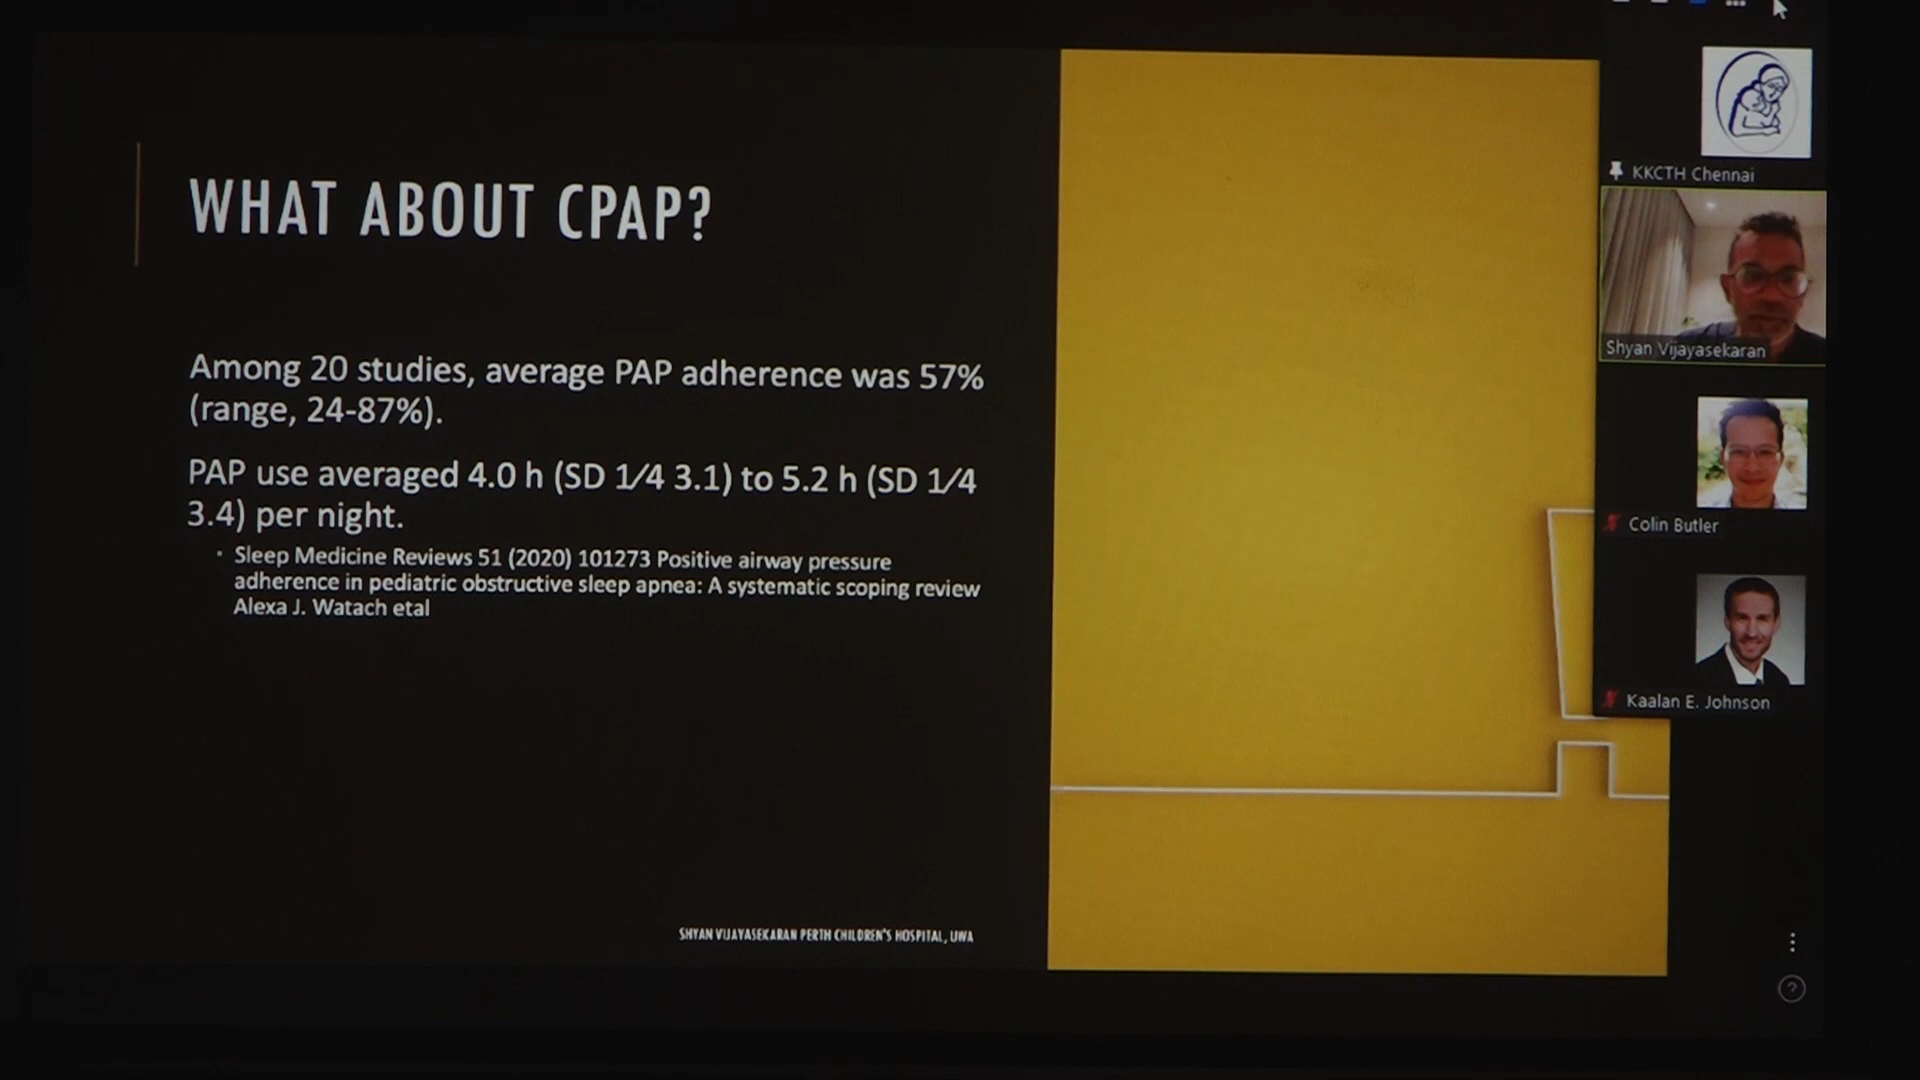 WHAT ABOUT CPAP?
Among 20 studies, average PAP adherence was 57%
(range, 24-87%).
PAP use averaged 4.0 h (SD 1/4 3.1) to 5.2 h (SD 1/4
3.4) per night.
• Sleep Medicine Reviews 51 (2020) 101273 Positive airway pressure
adherence in pediatric obstructive sleep apnea: A systematic scoping review
Alexa J. Watach etal
SHYAN VIJAYASEKARAN PERTH CHILDREN'S HOSPITAL, UWA
KKCTH Chennai
Shyan Vijayasekaran
Colin Butler
Kaalan E. Johnson